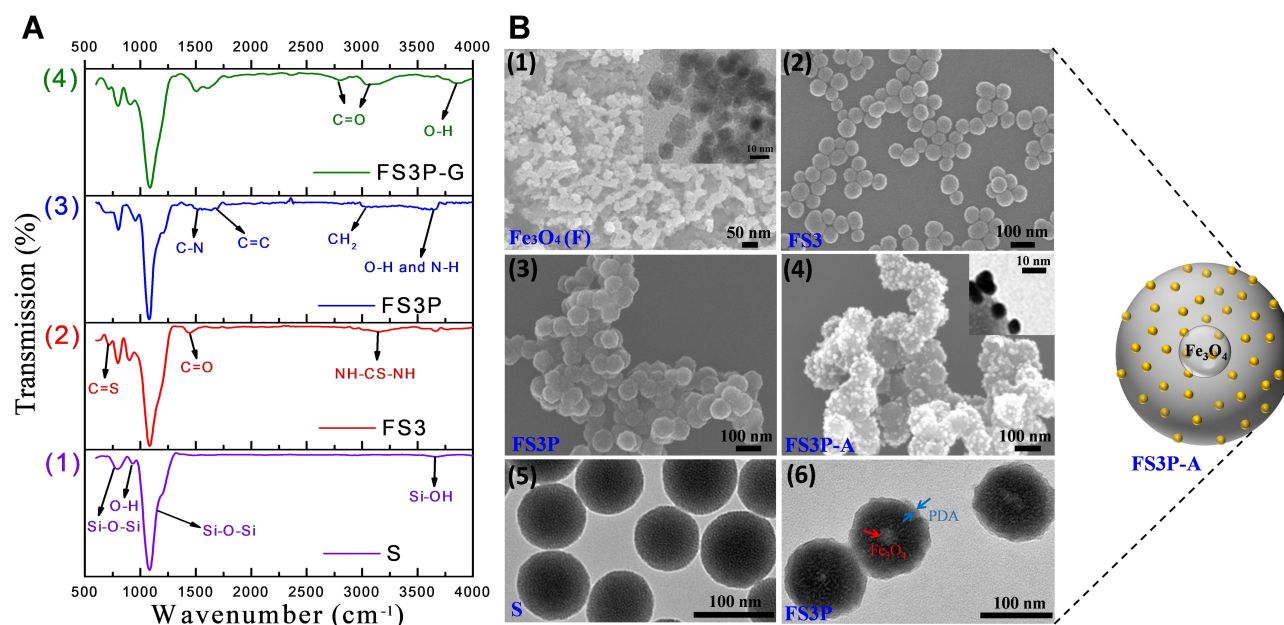 A
500 1000 1500 2000 2500 3000 3500 4000
(4)
C=O
O-H
FS3P-G
(3)
C-N
C=C
CH2
O-H and N-H
FS3P
(2)
C=S
C=O
NH-CS-NH
FS3
(1)
Si-O-Si
O-H
Si-O-Si
Si-OH
S
500 1000 1500 2000 2500 3000 3500 4000
Wavenumber (cm-1)
Transmission (%)
B
(1)
10 nm
Fe3O4 (F)
50 nm
(2)
FS3
100 nm
(3)
FS3P
100 nm
(4)
10 nm
FS3P-A
100 nm
(5)
S
100 nm
(6)
PDA
Fe3O4
FS3P
100 nm
Fe3O4
FS3P-A